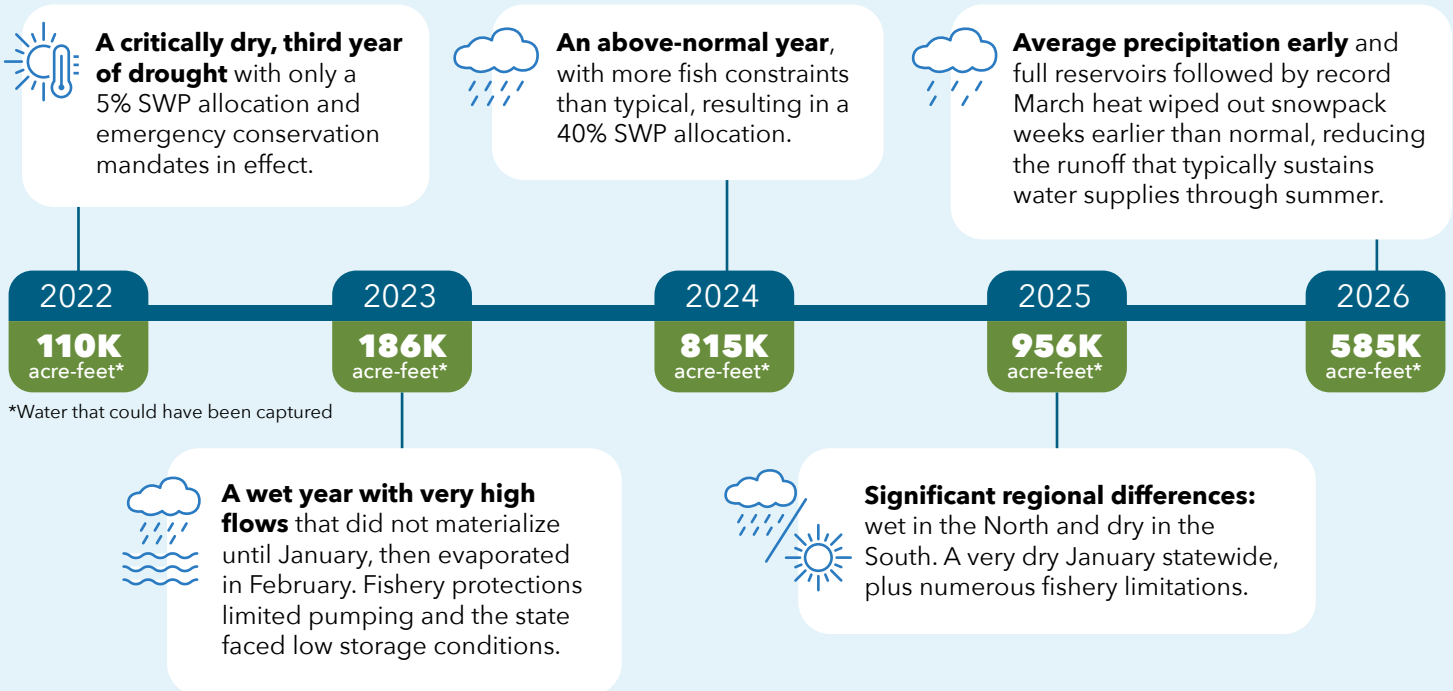 A critically dry, third year
of drought with only a
5% SWP allocation and
emergency conservation
mandates in effect.
An above-normal year,
with more fish constraints
than typical, resulting in a
40% SWP allocation.
Average precipitation early and
full reservoirs followed by record
March heat wiped out snowpack
weeks earlier than normal, reducing
the runoff that typically sustains
water supplies through summer.
2022
110K
acre-feet*
2023
186K
acre-feet*
2024
815K
acre-feet*
2025
956K
acre-feet*
2026
585K
acre-feet*
*Water that could have been captured
A wet year with very high
flows that did not materialize
until January, then evaporated
in February. Fishery protections
limited pumping and the state
faced low storage conditions.
Significant regional differences:
wet in the North and dry in the
South. A very dry January statewide,
plus numerous fishery limitations.